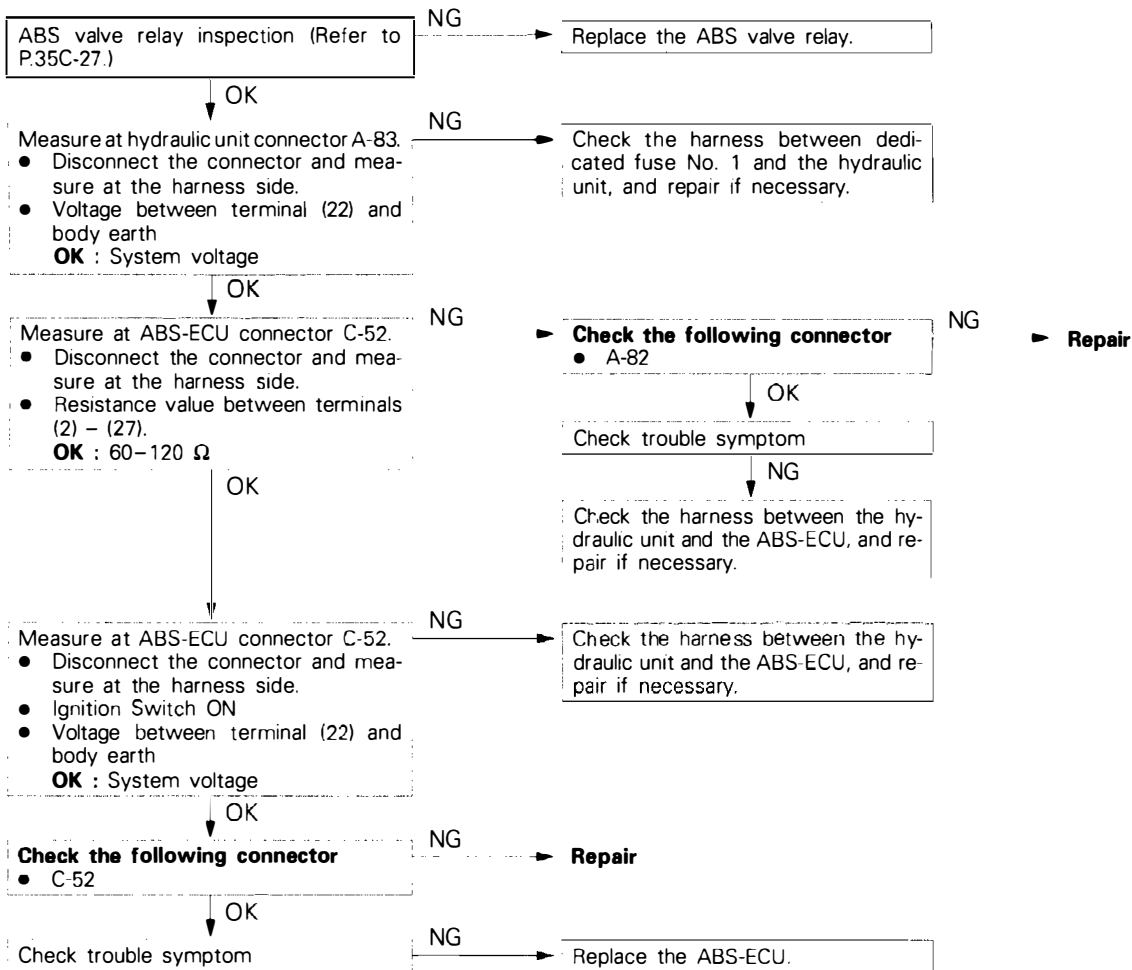 ABS valve relay inspection (Refer to
P.35C-27.)
NG
Replace the ABS valve relay.
OK
Measure at hydraulic unit connector A-83.
● Disconnect the connector and mea-
sure at the harness side.
● Voltage between terminal (22) and
body earth
OK : System voltage
NG
Check the harness between dedi-
cated fuse No. 1 and the hydraulic
unit, and repair if necessary.
OK
Measure at ABS-ECU connector C-52.
● Disconnect the connector and mea-
sure at the harness side.
● Resistance value between terminals
(2) – (27).
OK : 60–120 Ω
NG
Check the following connector
● A-82
NG
Repair
OK
Check trouble symptom
NG
Check the harness between the hy-
draulic unit and the ABS-ECU, and re-
pair if necessary.
OK
Measure at ABS-ECU connector C-52.
● Disconnect the connector and mea-
sure at the harness side.
● Ignition Switch ON
● Voltage between terminal (22) and
body earth
OK : System voltage
NG
Check the harness between the hy-
draulic unit and the ABS-ECU, and re-
pair if necessary.
OK
Check the following connector
● C-52
NG
Repair
OK
Check trouble symptom
NG
Replace the ABS-ECU.